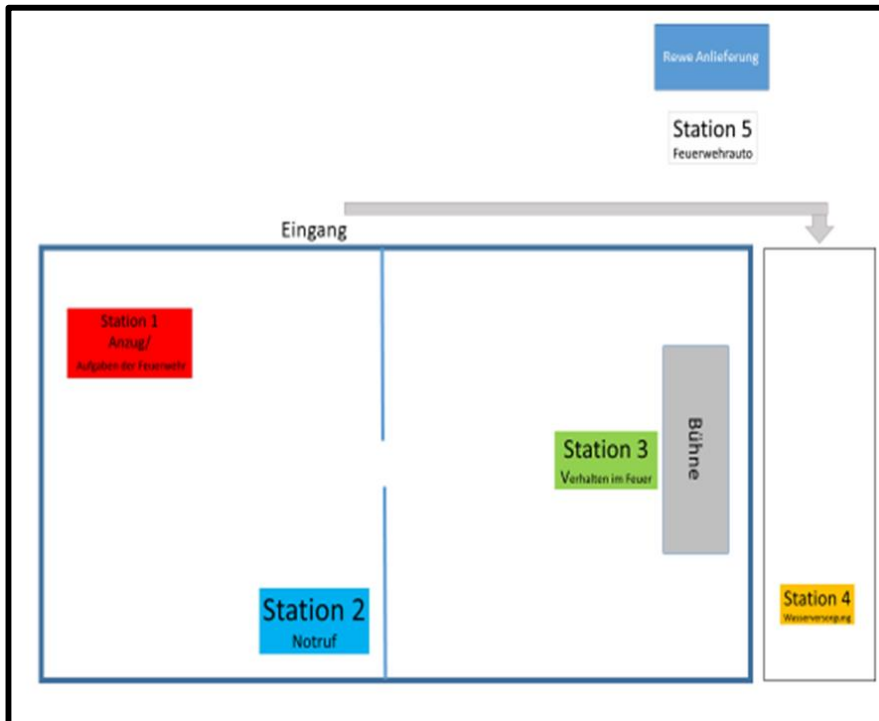 Rewe Anlieferung
Station 5
Feuerwehrauto
Eingang
Station 1
Anzug/
Aufgaben der Feuerwehr
Station 3
Verhalten im Feuer
Bühne
Station 2
Notruf
Station 4
Wasserversorgung